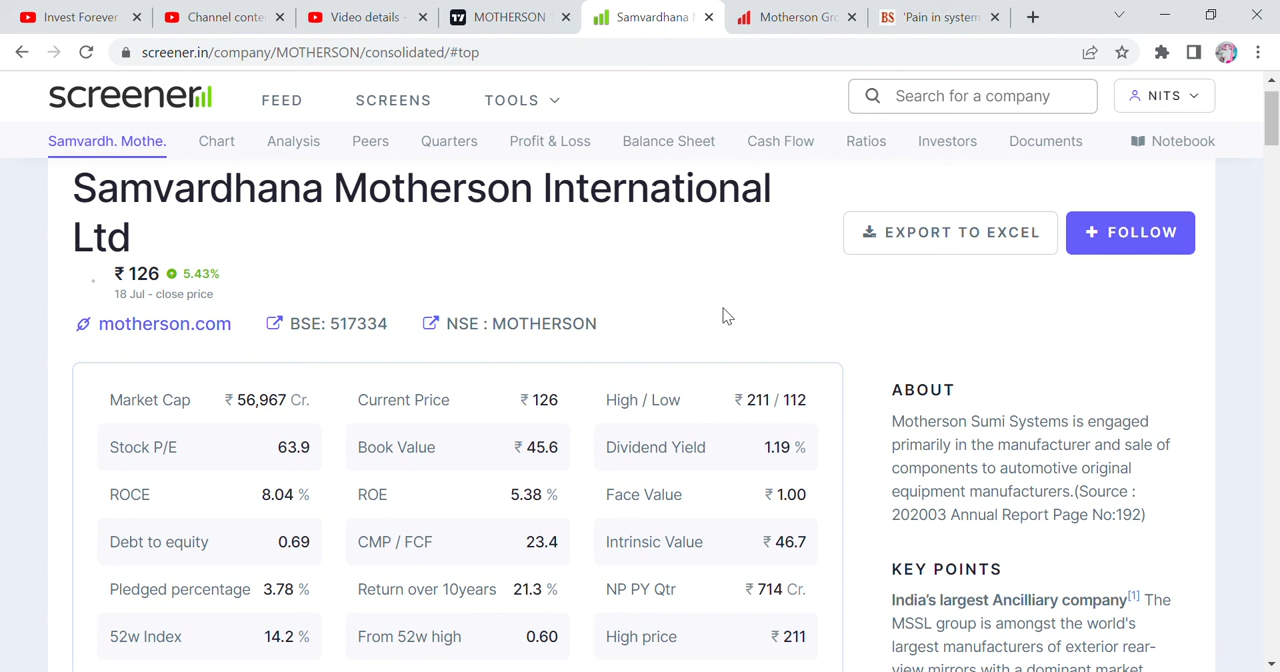 Invest Forever
Channel conte
Video details -
MOTHERSON
Samvardhana
Motherson Gro
BS 'Pain in system
screener.in/company/MOTHERSON/consolidated/#top
screener
FEED SCREENS TOOLS
Search for a company
NITS
Samvardh. Mothe. Chart Analysis Peers Quarters Profit & Loss Balance Sheet Cash Flow Ratios Investors Documents Notebook
Samvardhana Motherson International
Ltd
EXPORT TO EXCEL
+ FOLLOW
₹ 126 5.43%
18 Jul - close price
motherson.com BSE: 517334 NSE : MOTHERSON
Market Cap ₹ 56,967 Cr. Current Price ₹ 126 High / Low ₹ 211 / 112
Stock P/E 63.9 Book Value ₹ 45.6 Dividend Yield 1.19 %
ROCE 8.04 % ROE 5.38 % Face Value ₹ 1.00
Debt to equity 0.69 CMP / FCF 23.4 Intrinsic Value ₹ 46.7
Pledged percentage 3.78 % Return over 10years 21.3 % NP PY Qtr ₹ 714 Cr.
52w Index 14.2 % From 52w high 0.60 High price ₹ 211
ABOUT
Motherson Sumi Systems is engaged
primarily in the manufacturer and sale of
components to automotive original
equipment manufacturers.(Source :
202003 Annual Report Page No:192)
KEY POINTS
India's largest Ancilliary company[1] The
MSSL group is amongst the world's
largest manufacturers of exterior rear-
view mirrors with a dominant market